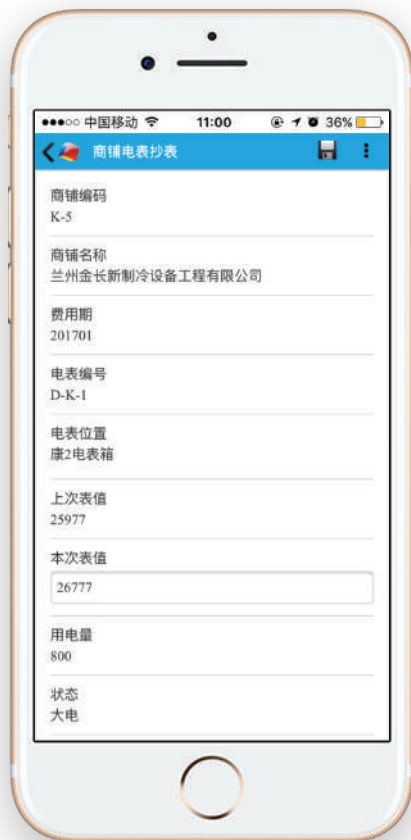 中国移动 11:00 36%
商铺电表抄表
商铺编码
K-5
商铺名称
兰州金长新制冷设备工程有限公司
费用期
201701
电表编号
D-K-1
电表位置
康2电表箱
上次表值
25977
本次表值
26777
用电量
800
状态
大电